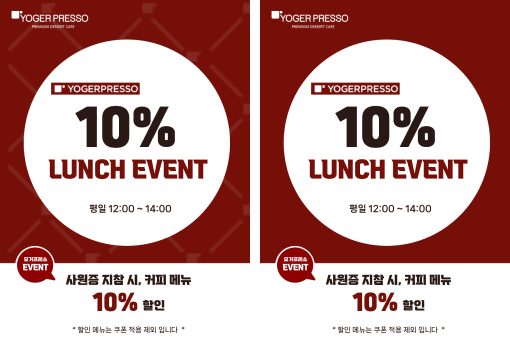 YOGER PRESSO
PREMIUM DESSERT CAFE
YOGERPRESSO
10%
LUNCH EVENT
평일 12:00 ~ 14:00
요거프레소
EVENT
사원증 지참 시, 커피 메뉴
10% 할인
* 할인 메뉴는 쿠폰 적용 제외 입니다 *
YOGER PRESSO
PREMIUM DESSERT CAFE
YOGERPRESSO
10%
LUNCH EVENT
평일 12:00 ~ 14:00
요거프레소
EVENT
사원증 지참 시, 커피 메뉴
10% 할인
* 할인 메뉴는 쿠폰 적용 제외 입니다 *